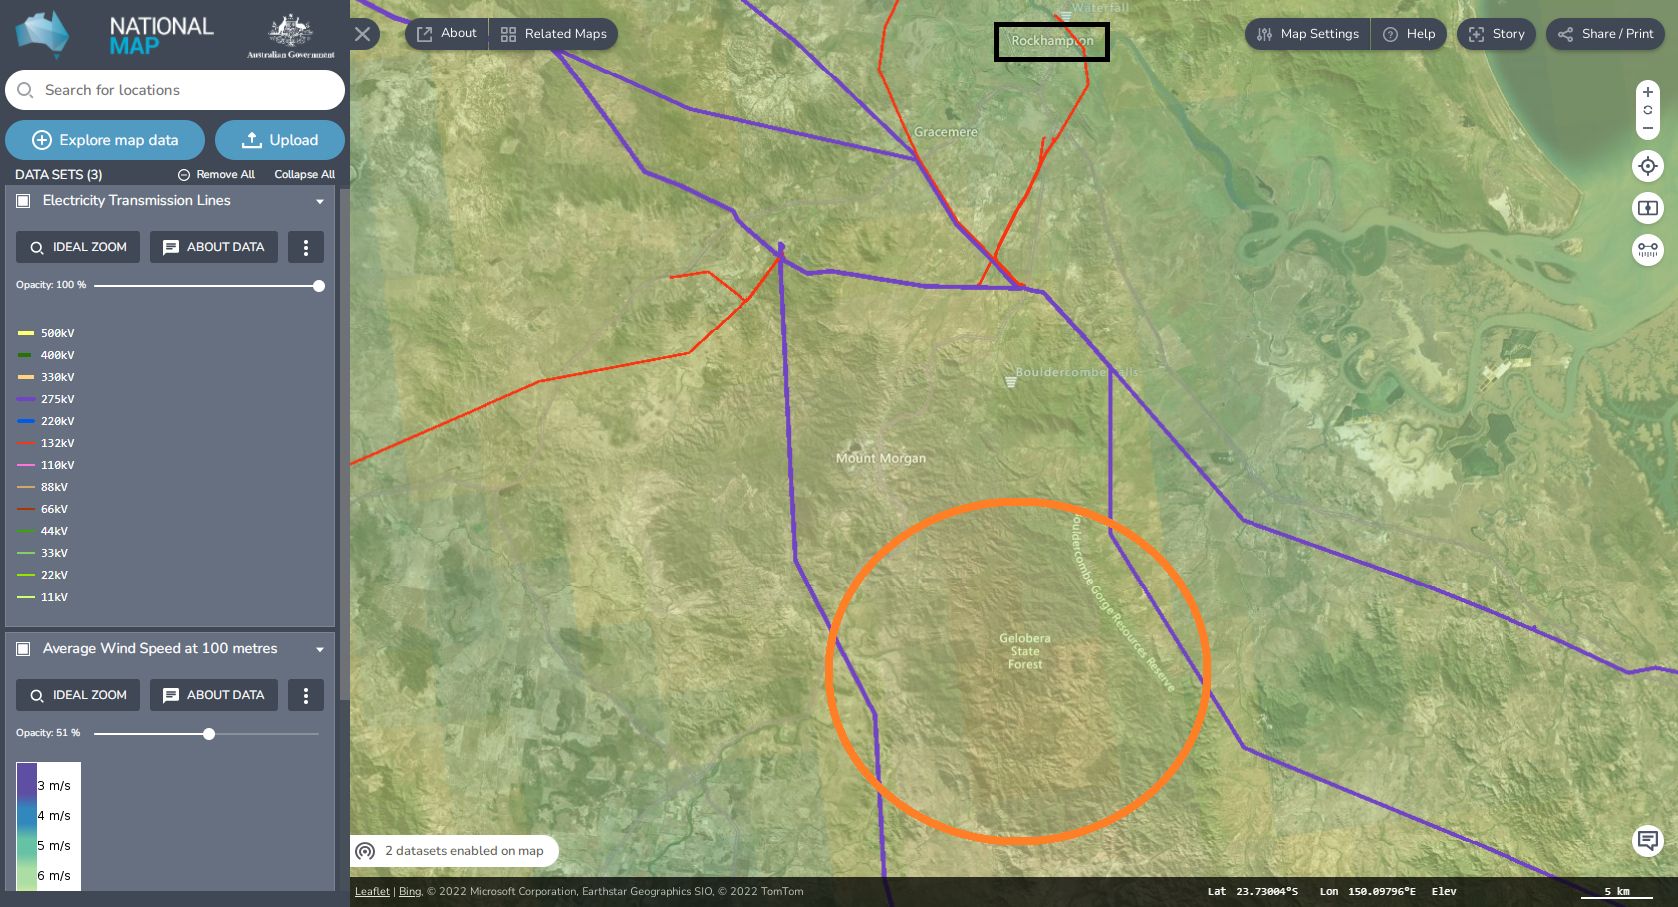 NATIONAL
MAP
Australian Government
Search for locations
Explore map data
Upload
DATA SETS (3)
Remove All
Collapse All
Electricity Transmission Lines
IDEAL ZOOM
ABOUT DATA
Opacity: 100 %
500kV
400kV
330kV
275kV
220kV
132kV
110kV
88kV
66kV
44kV
33kV
22kV
11kV
Average Wind Speed at 100 metres
IDEAL ZOOM
ABOUT DATA
Opacity: 51 %
3 m/s
4 m/s
5 m/s
6 m/s
About
Related Maps
Map Settings
Help
Story
Share / Print
Waterfall
Rockhampton
Gracemere
Bouldercombe Falls
Mount Morgan
Bouldercombe Gorge Resources Reserve
Gelobera
State
Forest
2 datasets enabled on map
Leaflet | Bing, © 2022 Microsoft Corporation, Earthstar Geographics SIO, © 2022 TomTom
Lat 23.73004°S Lon 150.09796°E Elev
5 km